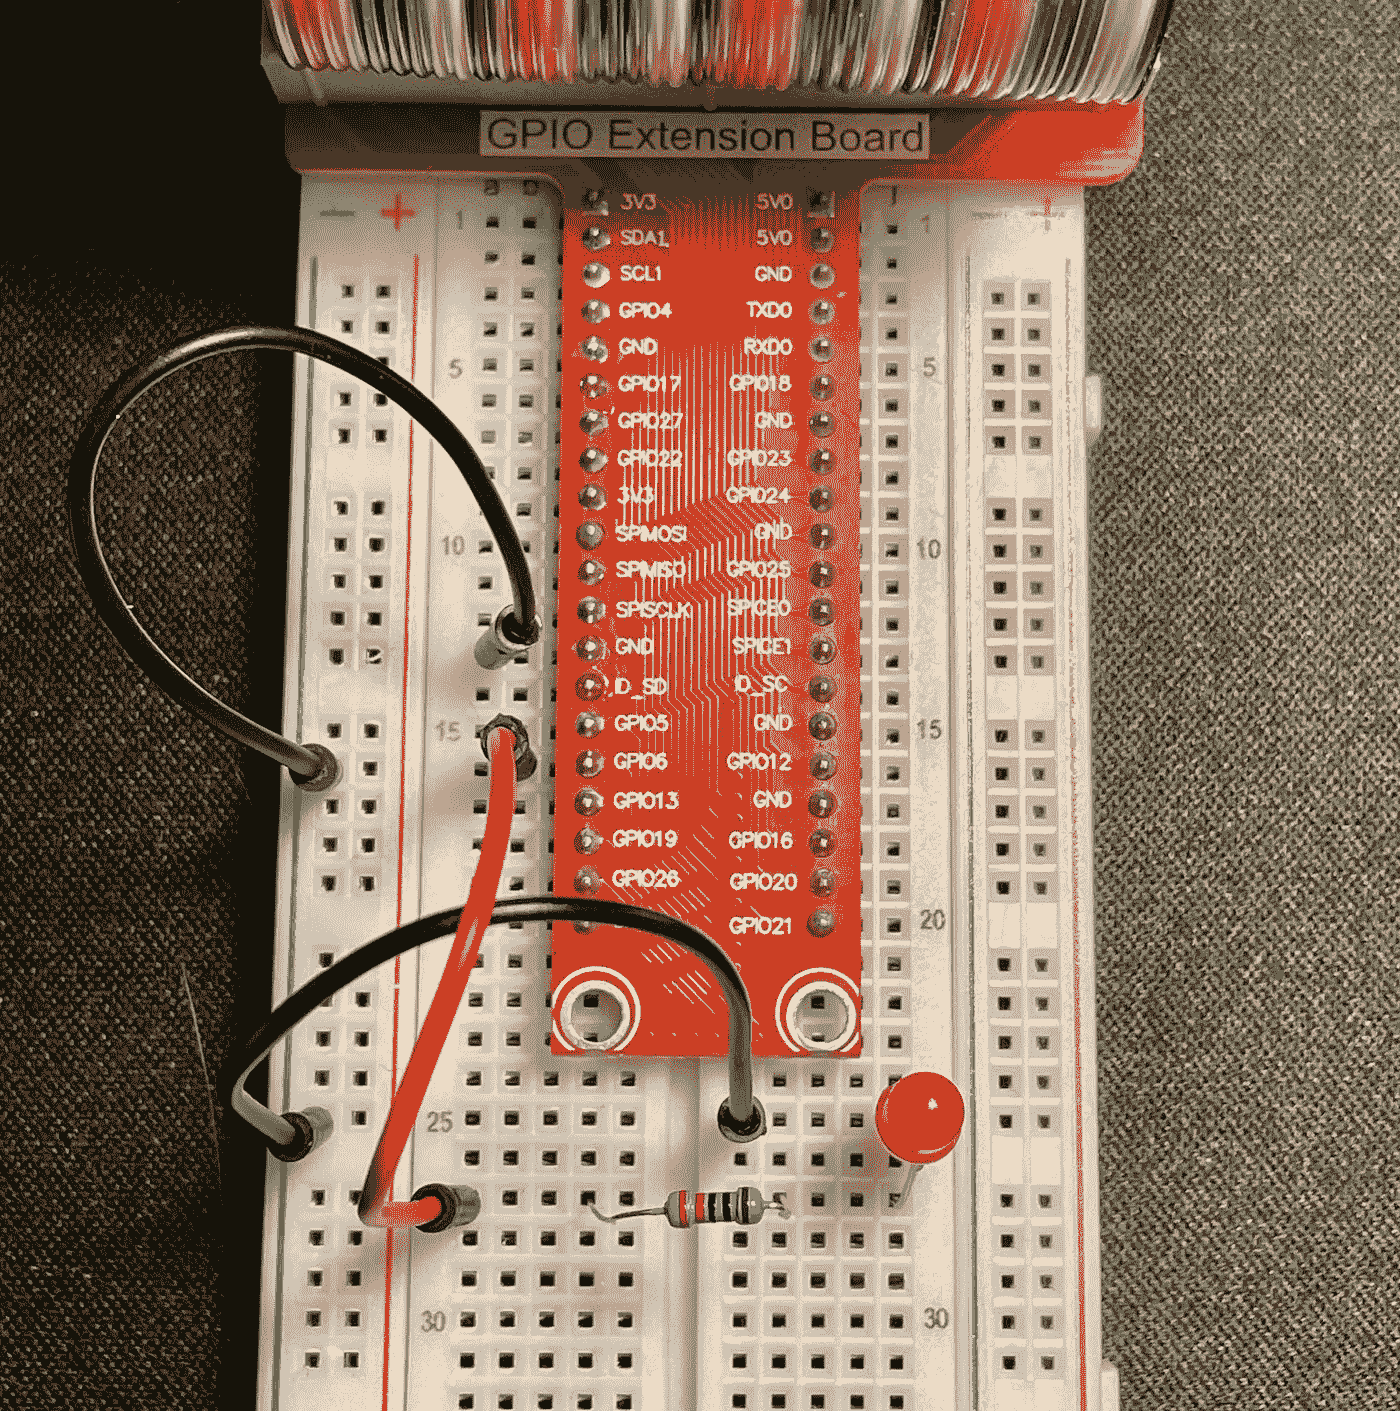 GPIO Extension Board
3V3 5V0
- + 1 SDA1 5V0 1 - +
SCL1 GND
GPIO4 TXD0
GND RXD0
5 GPIO17 GPIO18 5
GPIO27 GND
GPIO22 GPIO23
3V3 GPIO24
10 SPIMOSI GND 10
SPIMISO GPIO25
SPISCLK SPICE0
GND SPICE1
ID_SD ID_SC
15 GPIO5 GND 15
GPIO6 GPIO12
GPIO13 GND
GPIO19 GPIO16
GPIO26 GPIO20
GPIO21 20
25
30 30